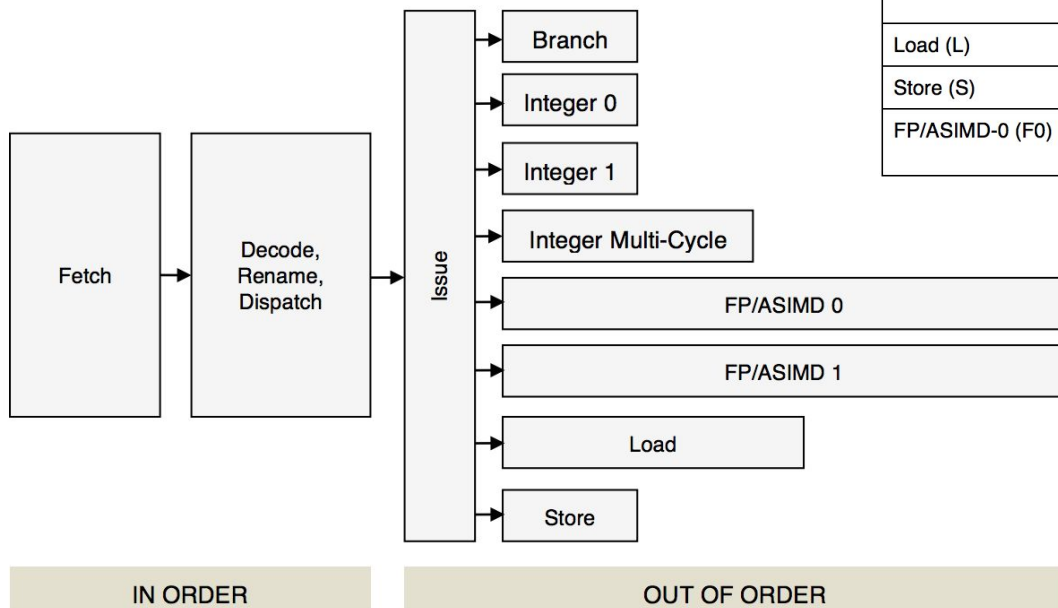 Load (L)
Store (S)
FP/ASIMD-0 (F0)
Fetch
Decode,
Rename,
Dispatch
Issue
Branch
Integer 0
Integer 1
Integer Multi-Cycle
FP/ASIMD 0
FP/ASIMD 1
Load
Store
IN ORDER
OUT OF ORDER